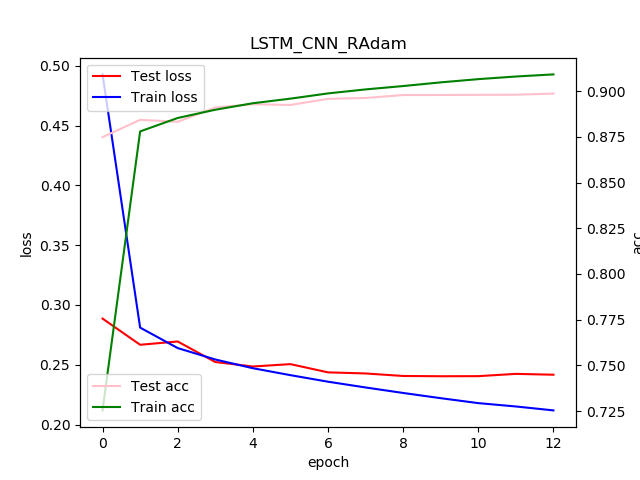 LSTM_CNN_RAdam
Test loss
Train loss
Test acc
Train acc
0.50
0.45
0.40
0.35
0.30
0.25
0.20
loss
0.900
0.875
0.850
0.825
0.800
0.775
0.750
0.725
acc
0 2 4 6 8 10 12
epoch